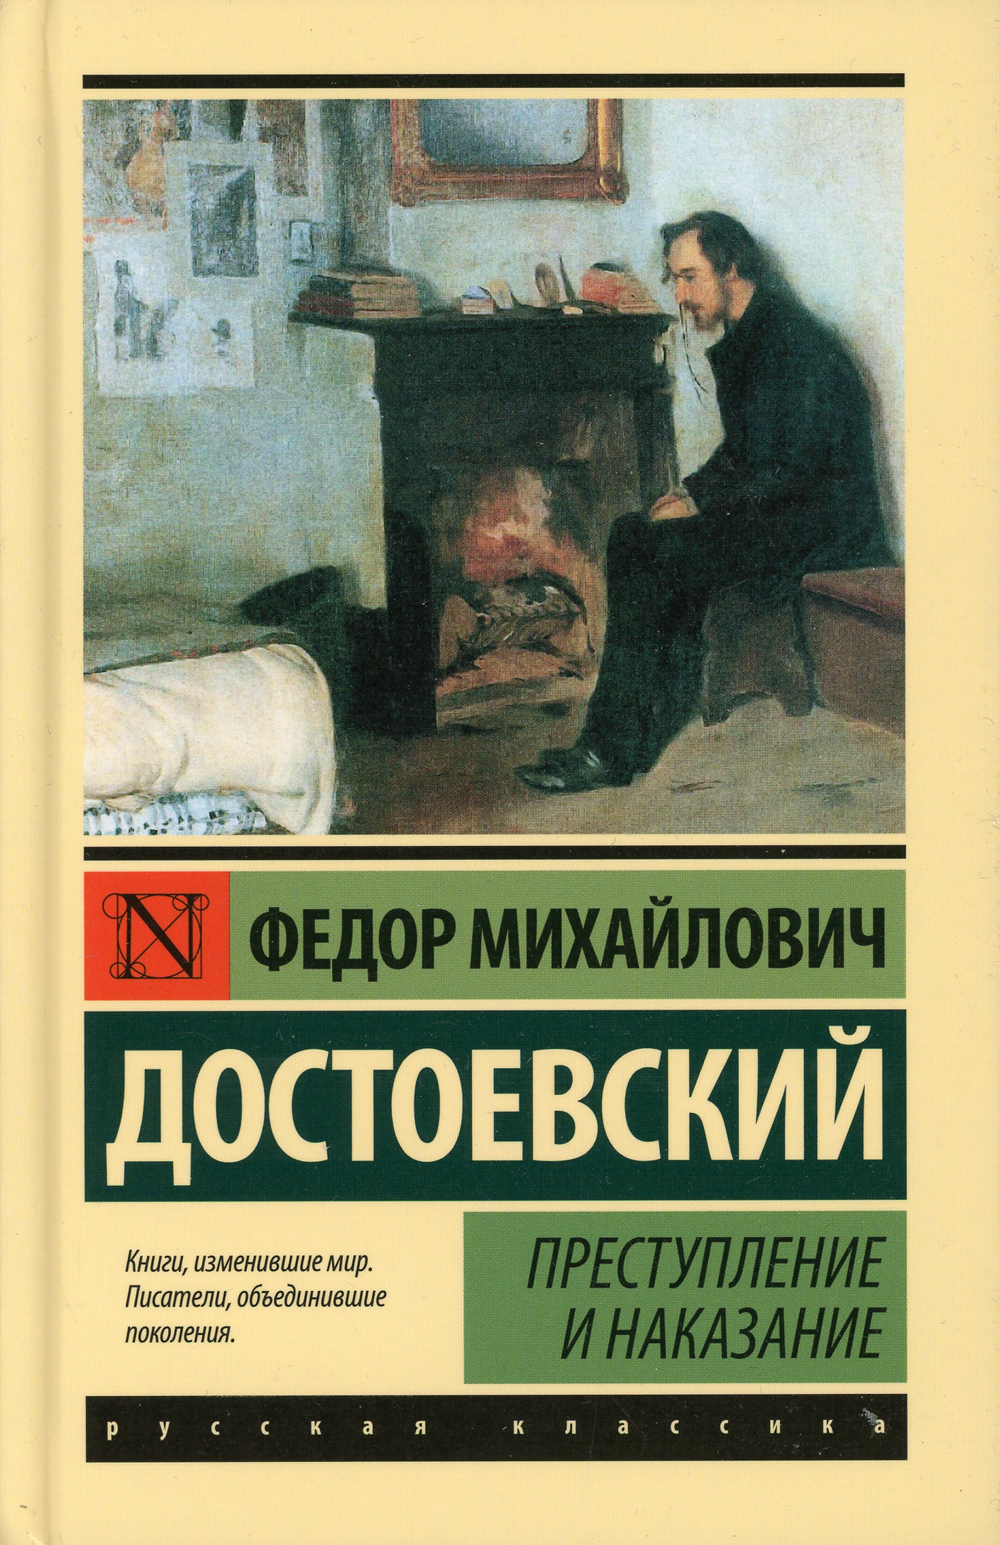 N
ФЕДОР МИХАЙЛОВИЧ
ДОСТОЕВСКИЙ
Книги, изменившие мир.
Писатели, объединившие
поколения.
ПРЕСТУПЛЕНИЕ
И НАКАЗАНИЕ
русская классика